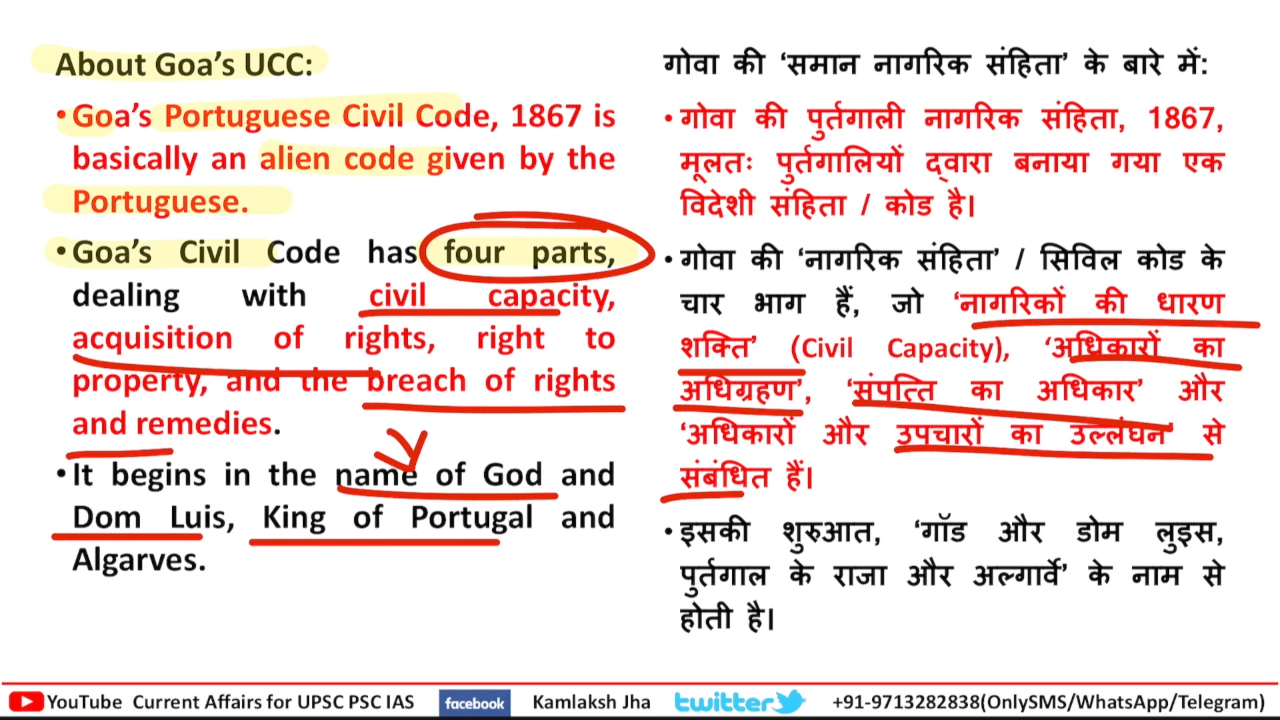 About Goa's UCC:
•Goa's Portuguese Civil Code, 1867 is
basically an alien code given by the
Portuguese.
•Goa's Civil Code has four parts,
dealing with civil capacity,
acquisition of rights, right to
property, and the breach of rights
and remedies.
•It begins in the name of God and
Dom Luis, King of Portugal and
Algarves.
गोवा की ‘समान नागरिक संहिता’ के बारे में:
•गोवा की पुर्तगाली नागरिक संहिता, 1867,
मूलतः पुर्तगालियों द्वारा बनाया गया एक
विदेशी संहिता / कोड है।
•गोवा की ‘नागरिक संहिता’ / सिविल कोड के
चार भाग हैं, जो ‘नागरिकों की धारण
शक्ति’ (Civil Capacity), ‘अधिकारों का
अधिग्रहण’, ‘संपत्ति का अधिकार’ और
‘अधिकारों और उपचारों का उल्लंघन’ से
संबंधित हैं।
•इसकी शुरुआत, ‘गॉड और डोम लुइस,
पुर्तगाल के राजा और अल्गार्वे’ के नाम से
होती है।
YouTube Current Affairs for UPSC PSC IAS facebook Kamlaksh Jha twitter +91-9713282838(OnlySMS/WhatsApp/Telegram)